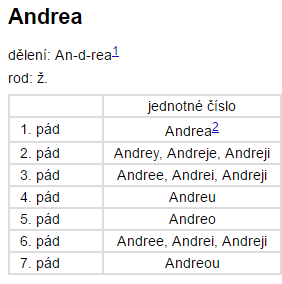 Andrea
dělení: An-d-rea1
rod: ž.
jednotné číslo
1. pád Andrea2
2. pád Andrey, Andreje, Andreji
3. pád Andree, Andrei, Andreji
4. pád Andreu
5. pád Andreo
6. pád Andree, Andrei, Andreji
7. pád Andreou